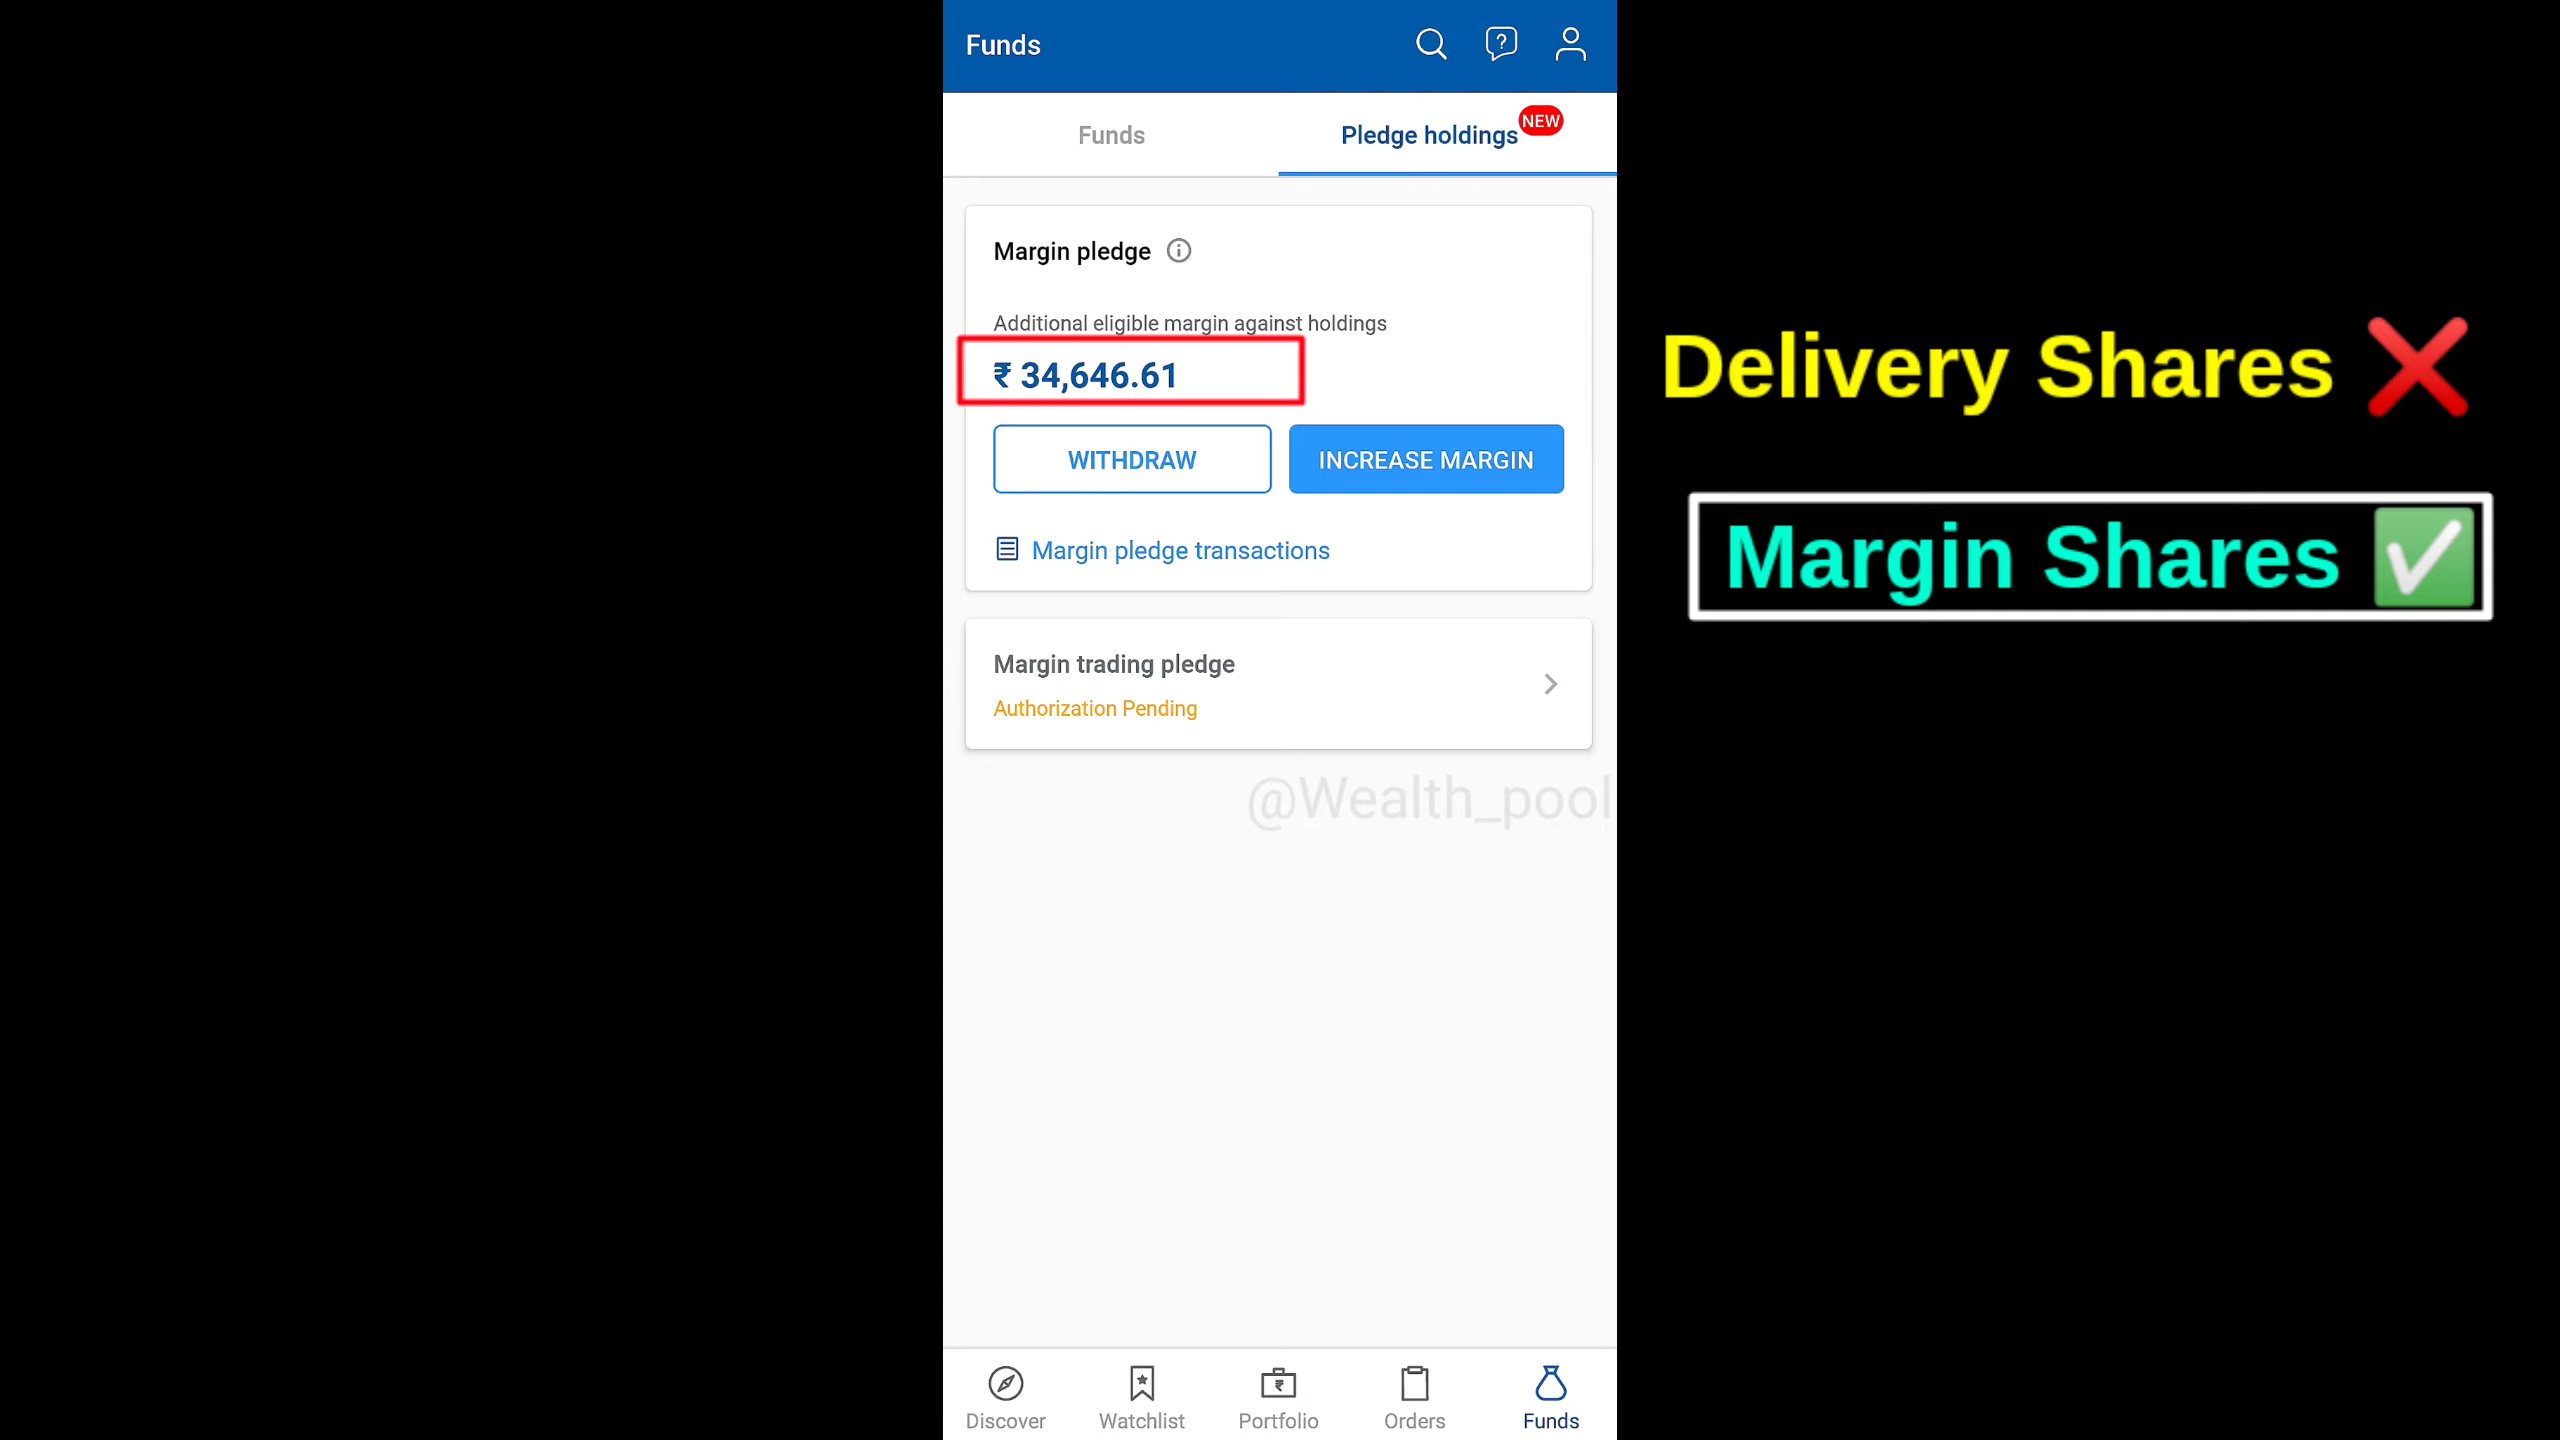 Funds
Funds
Pledge holdings
NEW
Margin pledge
Additional eligible margin against holdings
₹ 34,646.61
WITHDRAW
INCREASE MARGIN
Margin pledge transactions
Margin trading pledge
Authorization Pending
@Wealth_pool
Delivery Shares ❌
Margin Shares ✅
Discover
Watchlist
Portfolio
Orders
Funds